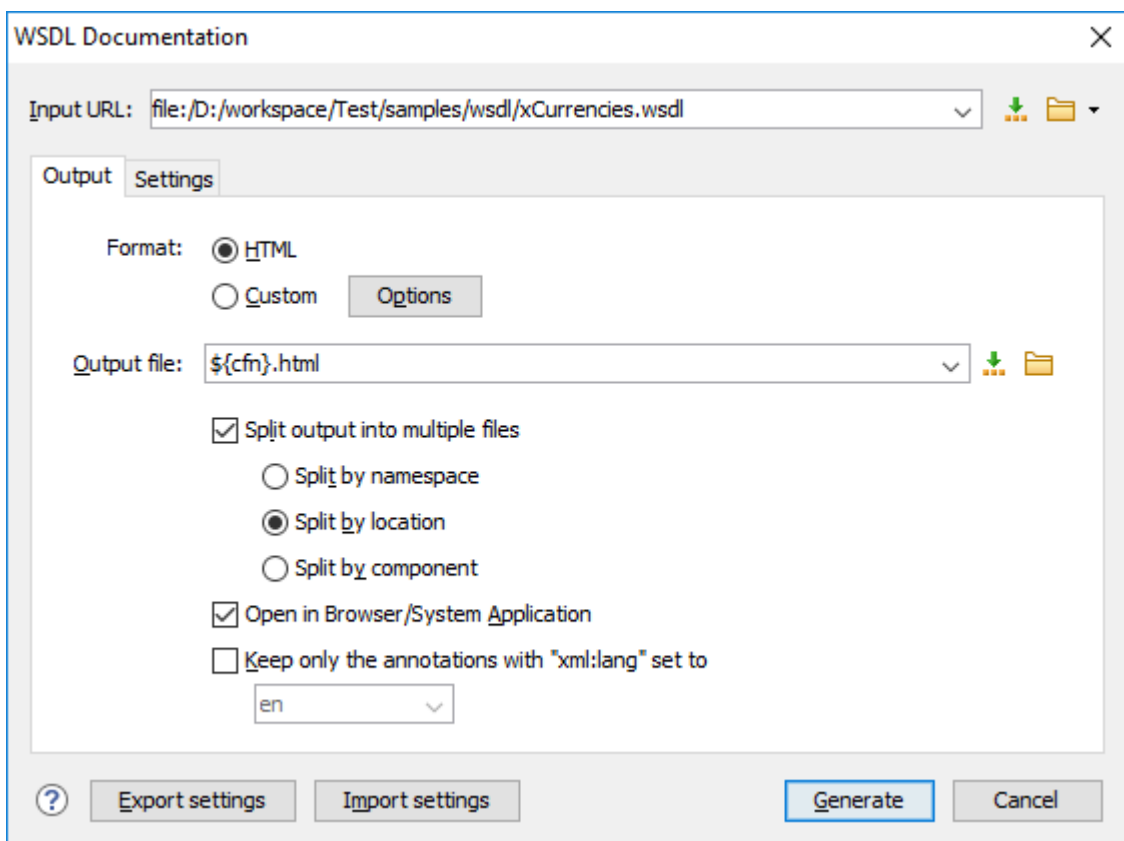 WSDL Documentation
Input URL: file:/D:/workspace/Test/samples/wsdl/xCurrencies.wsdl
Output Settings
Format: HTML
Custom Options
Output file: ${cfn}.html
Split output into multiple files
Split by namespace
Split by location
Split by component
Open in Browser/System Application
Keep only the annotations with "xml:lang" set to
en
? Export settings Import settings Generate Cancel